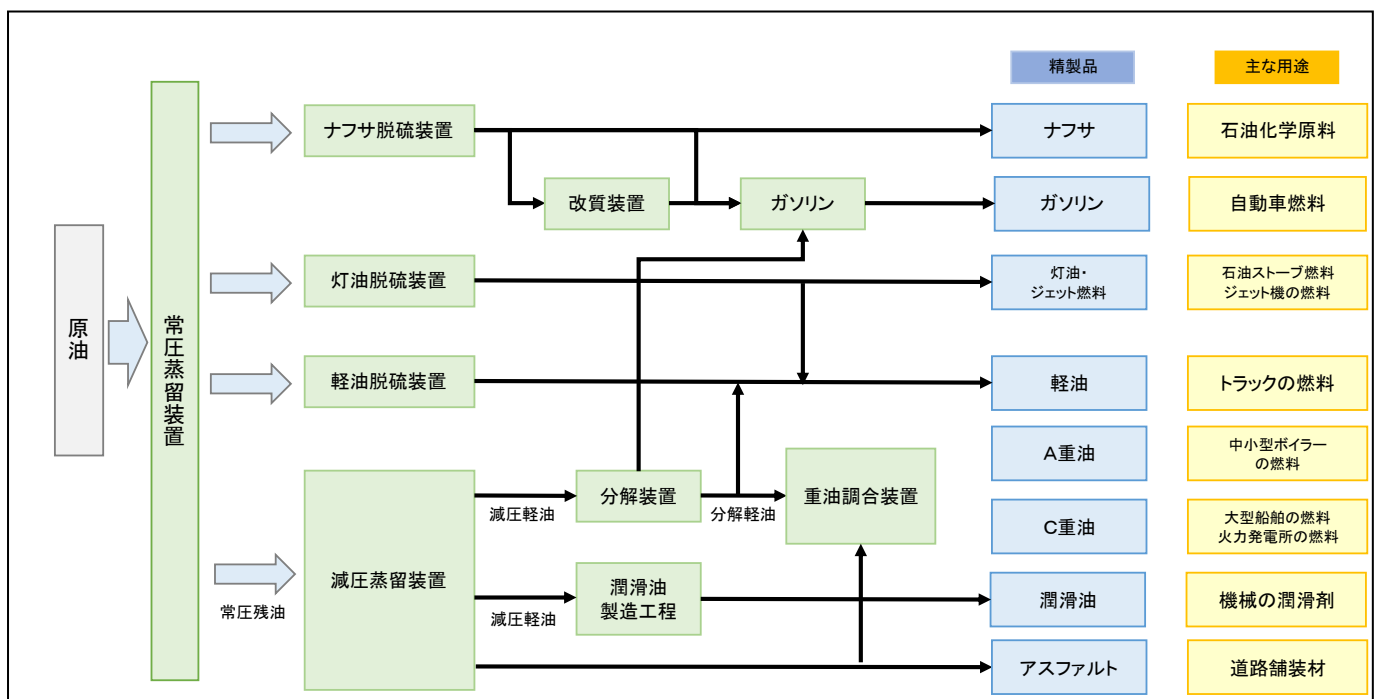 精製品
主な用途
ナフサ脱硫装置
ナフサ
石油化学原料
改質装置
ガソリン
ガソリン
自動車燃料
原油
常圧蒸留装置
灯油脱硫装置
灯油・
ジェット燃料
石油ストーブ燃料
ジェット機の燃料
軽油脱硫装置
軽油
トラックの燃料
A重油
中小型ボイラー
の燃料
減圧蒸留装置
減圧軽油
分解装置
分解軽油
重油調合装置
C重油
大型船舶の燃料
火力発電所の燃料
常圧残油
減圧軽油
潤滑油
製造工程
潤滑油
機械の潤滑剤
アスファルト
道路舗装材